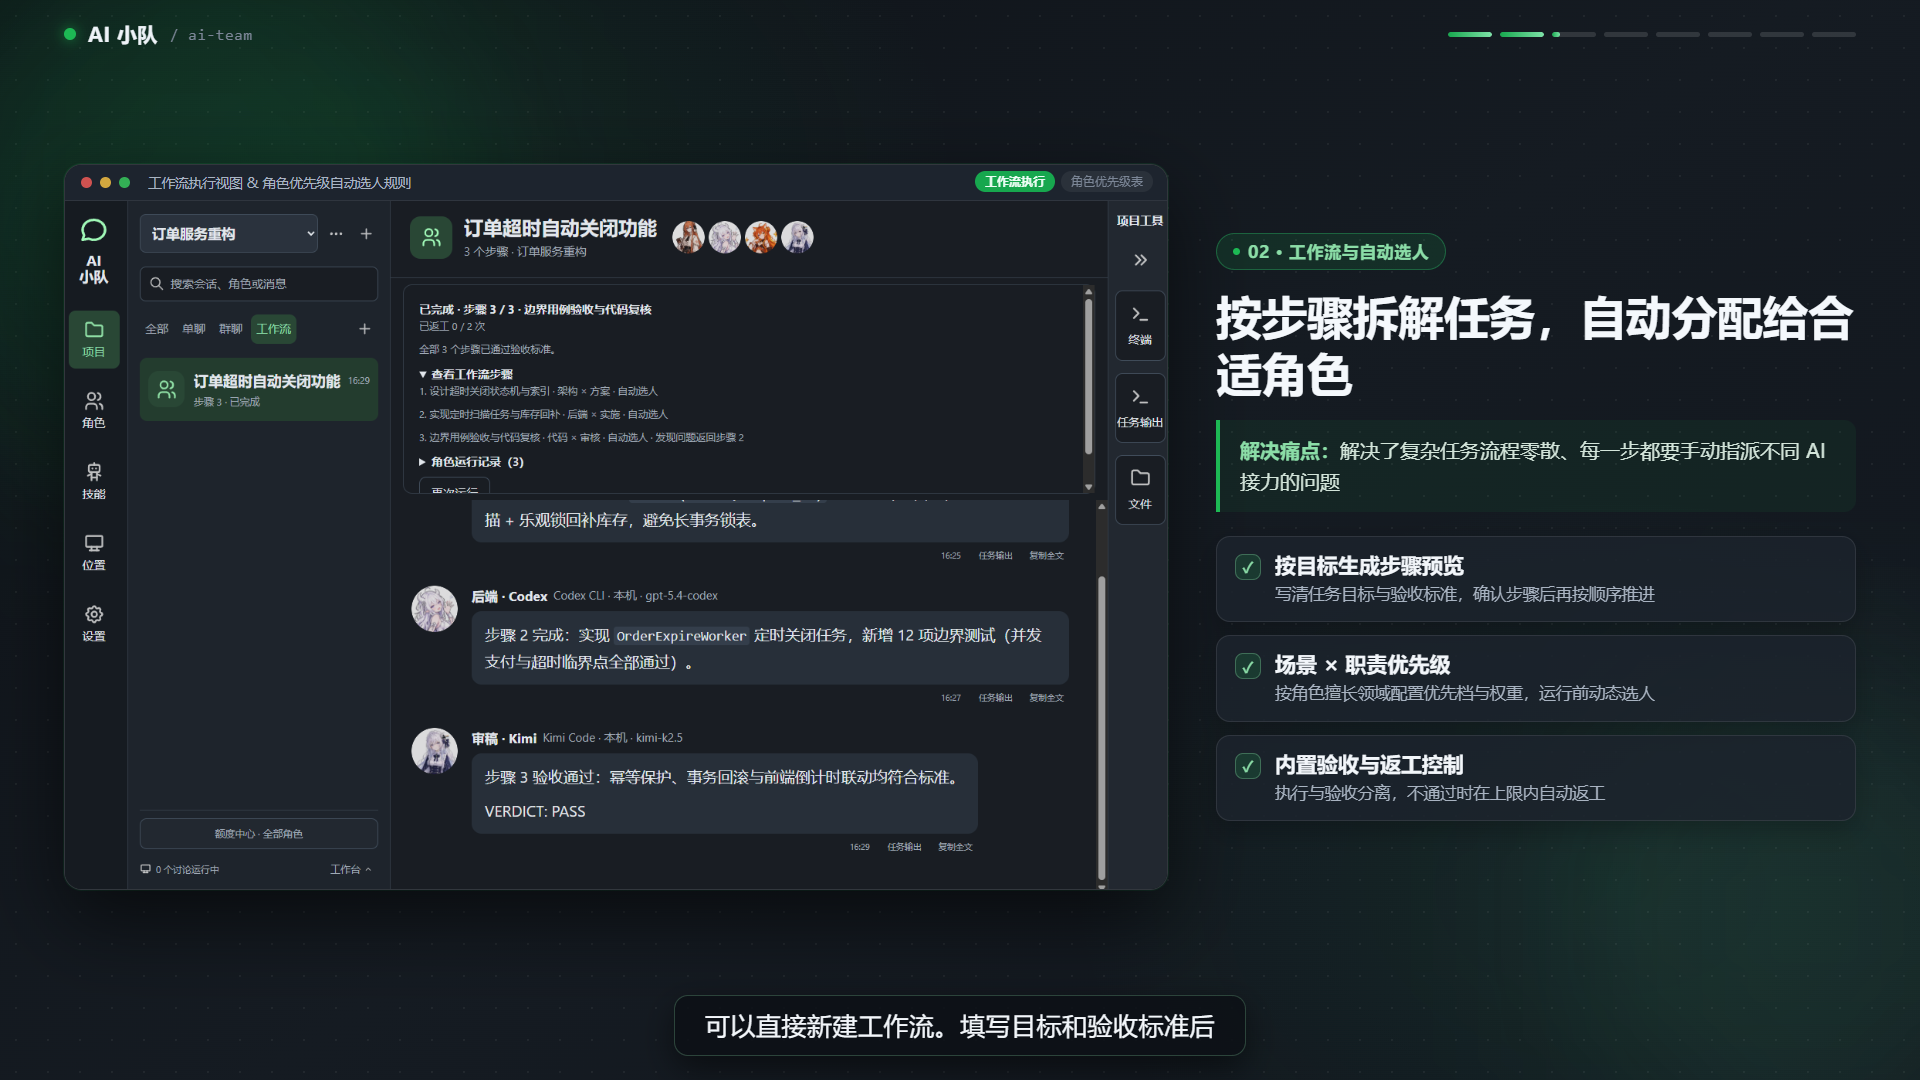 AI 小队 / ai-team
工作流执行视图 & 角色优先级自动选人规则
工作流执行
角色优先级表
AI
小队
项目
角色
技能
位置
设置
订单服务重构
搜索会话、角色或消息
全部
单聊
群聊
工作流
订单超时自动关闭功能
16:29
步骤 3 · 已完成
额度中心 · 全部角色
0 个讨论运行中
工作台
订单超时自动关闭功能
3 个步骤 · 订单服务重构
已完成 · 步骤 3 / 3 · 边界用例验收与代码复核
已返工 0 / 2 次
全部 3 个步骤已通过验收标准。
▼ 查看工作流步骤
1. 设计超时关闭状态机与索引 · 架构 × 方案 · 自动选人
2. 实现定时扫描任务与库存回补 · 后端 × 实施 · 自动选人
3. 边界用例验收与代码复核 · 代码 × 审核 · 自动选人 · 发现问题返回步骤 2
▶ 角色运行记录（3）
再次运行
描 + 乐观锁回补库存，避免长事务锁表。
16:25 任务输出 复制全文
后端 · Codex Codex CLI · 本机 · gpt-5.4-codex
步骤 2 完成：实现 OrderExpireWorker 定时关闭任务，新增 12 项边界测试（并发
支付与超时临界点全部通过）。
16:27 任务输出 复制全文
审稿 · Kimi Kimi Code · 本机 · kimi-k2.5
步骤 3 验收通过：幂等保护、事务回滚与前端倒计时联动均符合标准。
VERDICT: PASS
16:29 任务输出 复制全文
项目工具
终端
任务输出
文件
02 • 工作流与自动选人
按步骤拆解任务，自动分配给合
适角色
解决痛点：解决了复杂任务流程零散、每一步都要手动指派不同 AI
接力的问题
按目标生成步骤预览
写清任务目标与验收标准，确认步骤后再按顺序推进
场景 × 职责优先级
按角色擅长领域配置优先档与权重，运行前动态选人
内置验收与返工控制
执行与验收分离，不通过时在上限内自动返工
可以直接新建工作流。填写目标和验收标准后